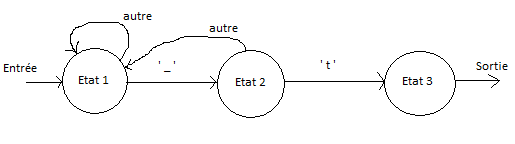 autre
autre
Entrée
'_'
't'
Sortie
Etat 1
Etat 2
Etat 3